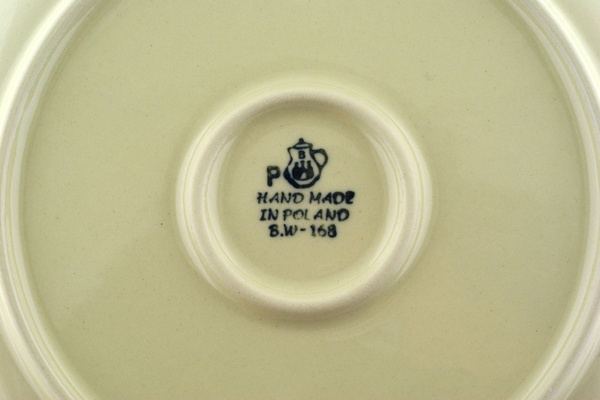 B
P
HAND MADE
IN POLAND
B.W-168